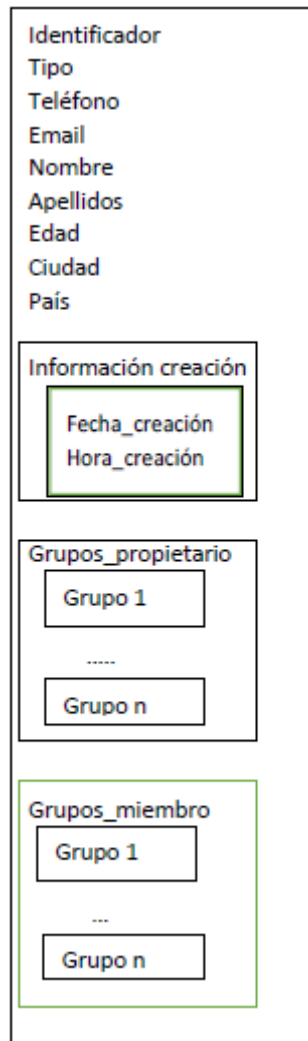 Identificador
Tipo
Teléfono
Email
Nombre
Apellidos
Edad
Ciudad
País
Información creación
Fecha_creación
Hora_creación
Grupos_propietario
Grupo 1
.....
Grupo n
Grupos_miembro
Grupo 1
...
Grupo n